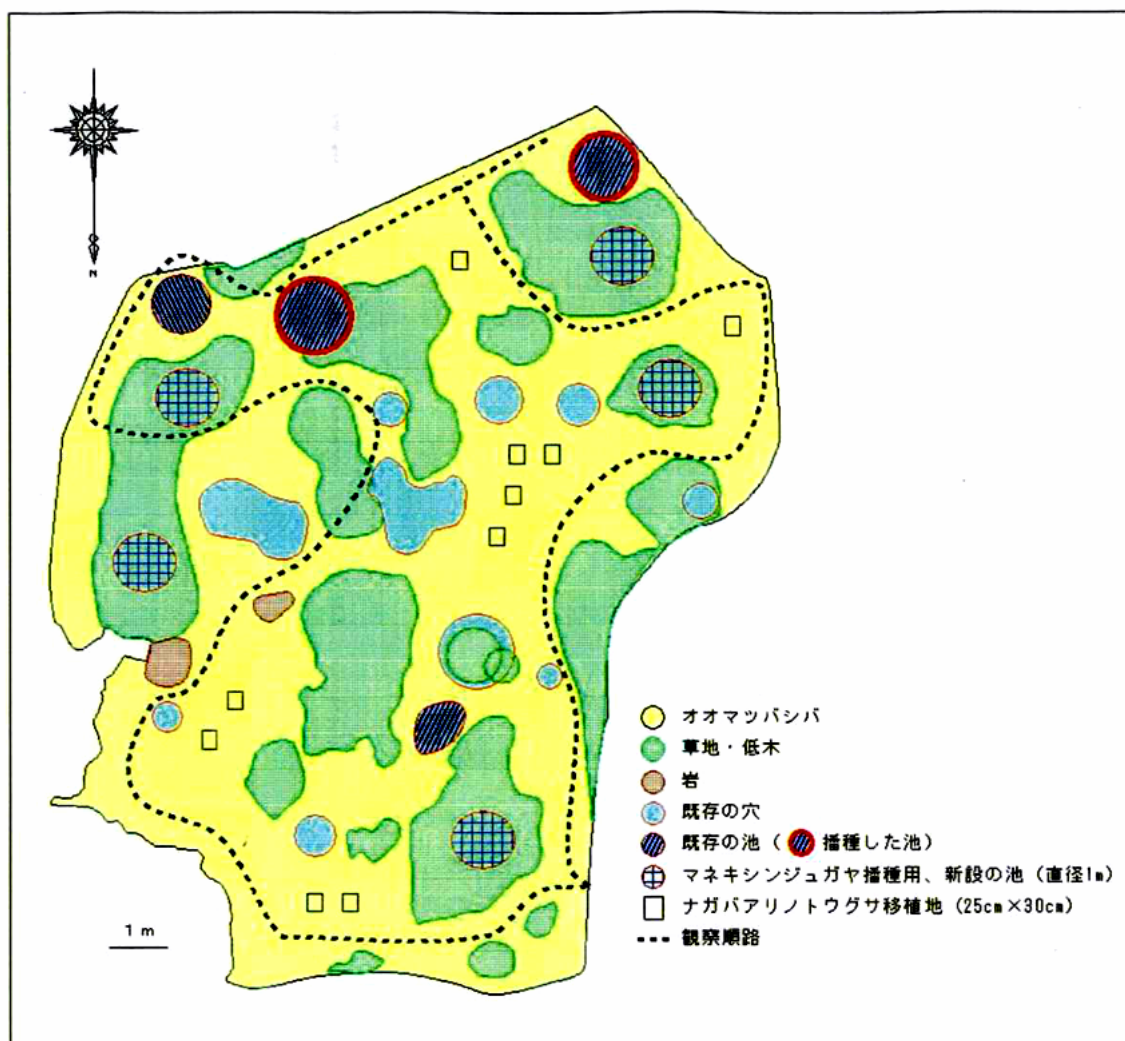 N
オオマツバシバ
草地・低木
岩
既存の穴
既存の池（播種した池）
マネキシンジュガヤ播種用、新設の池（直径1m）
ナガバアリノトウグサ移植地（25cm×30cm）
観察順路
1 m